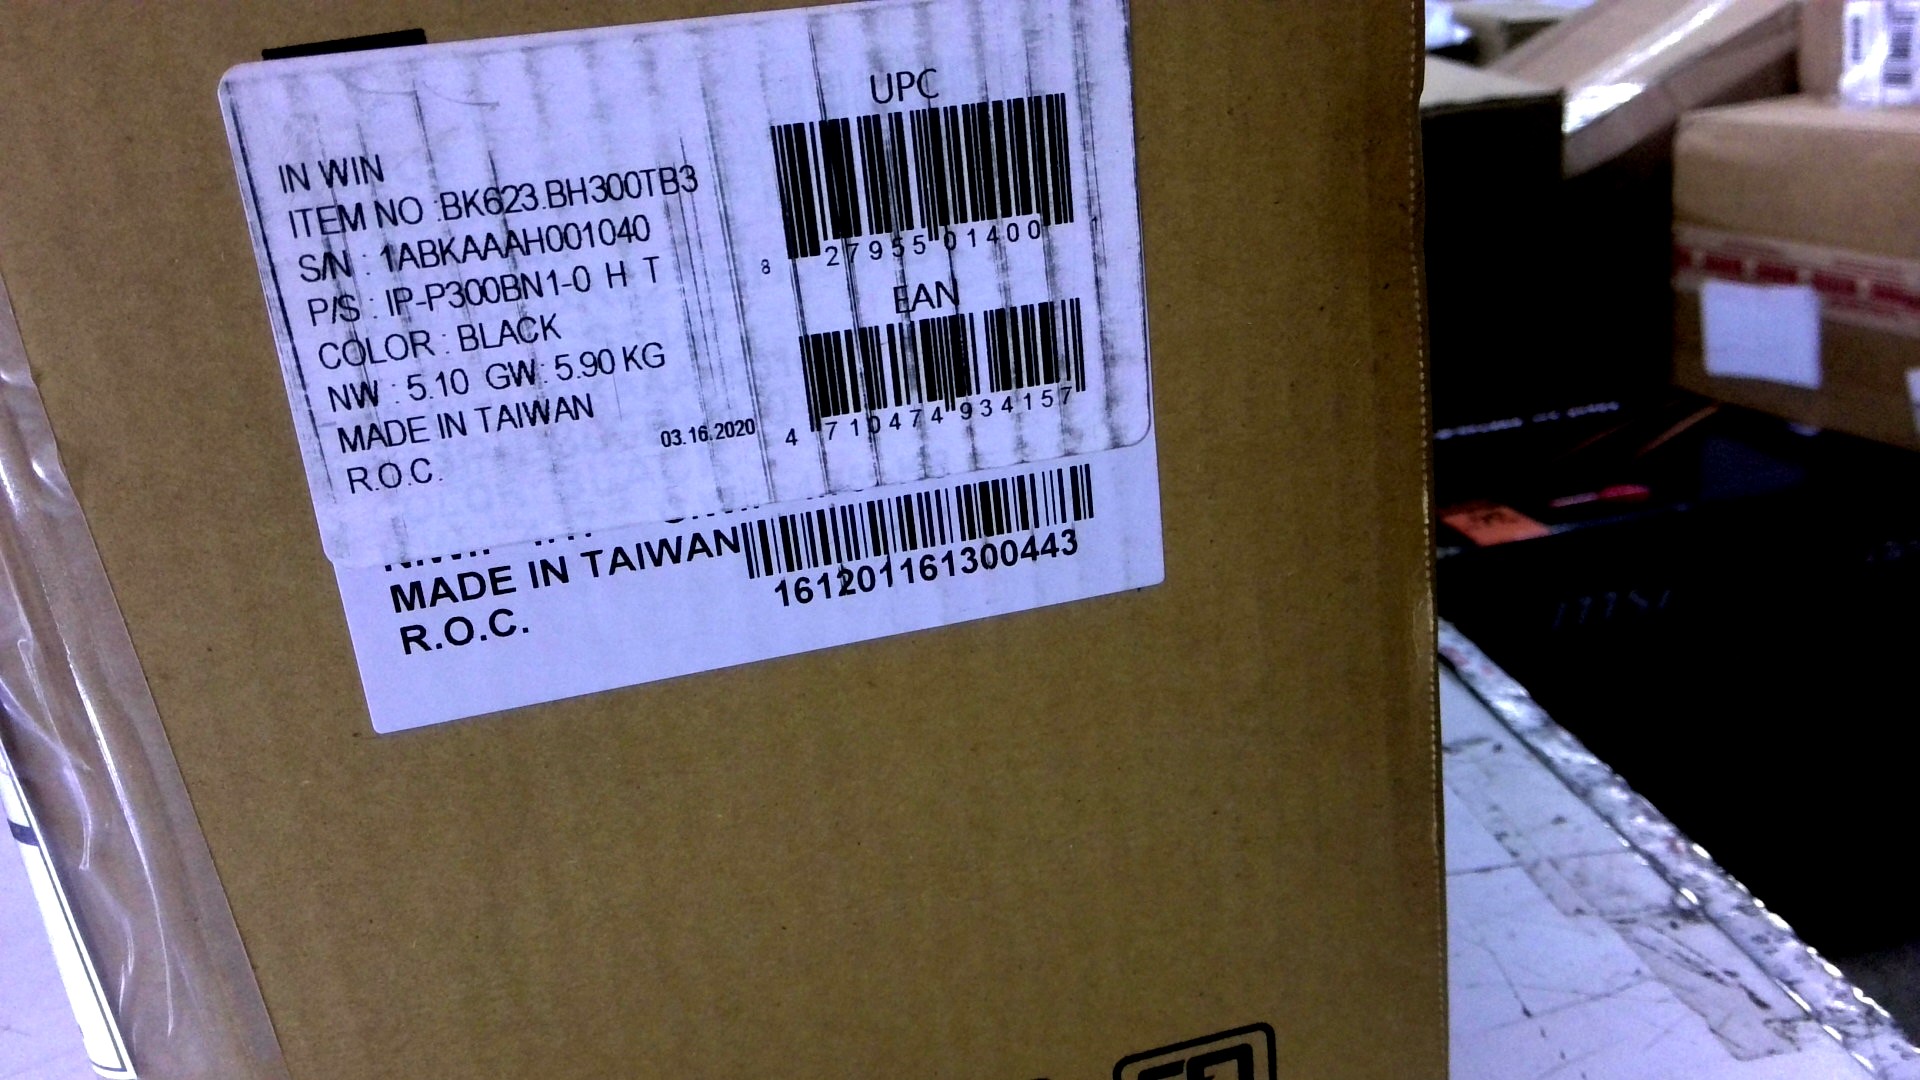 IN WIN
ITEM NO :BK623.BH300TB3
S/N : 1ABKAAAH001040
P/S : IP-P300BN1-0 H T
COLOR : BLACK
NW : 5.10 GW: 5.90 KG
MADE IN TAIWAN
R.O.C.
03.16.2020
UPC
8 27955 01400 1
EAN
4 710474 934157
MADE IN TAIWAN
R.O.C.
161201161300443